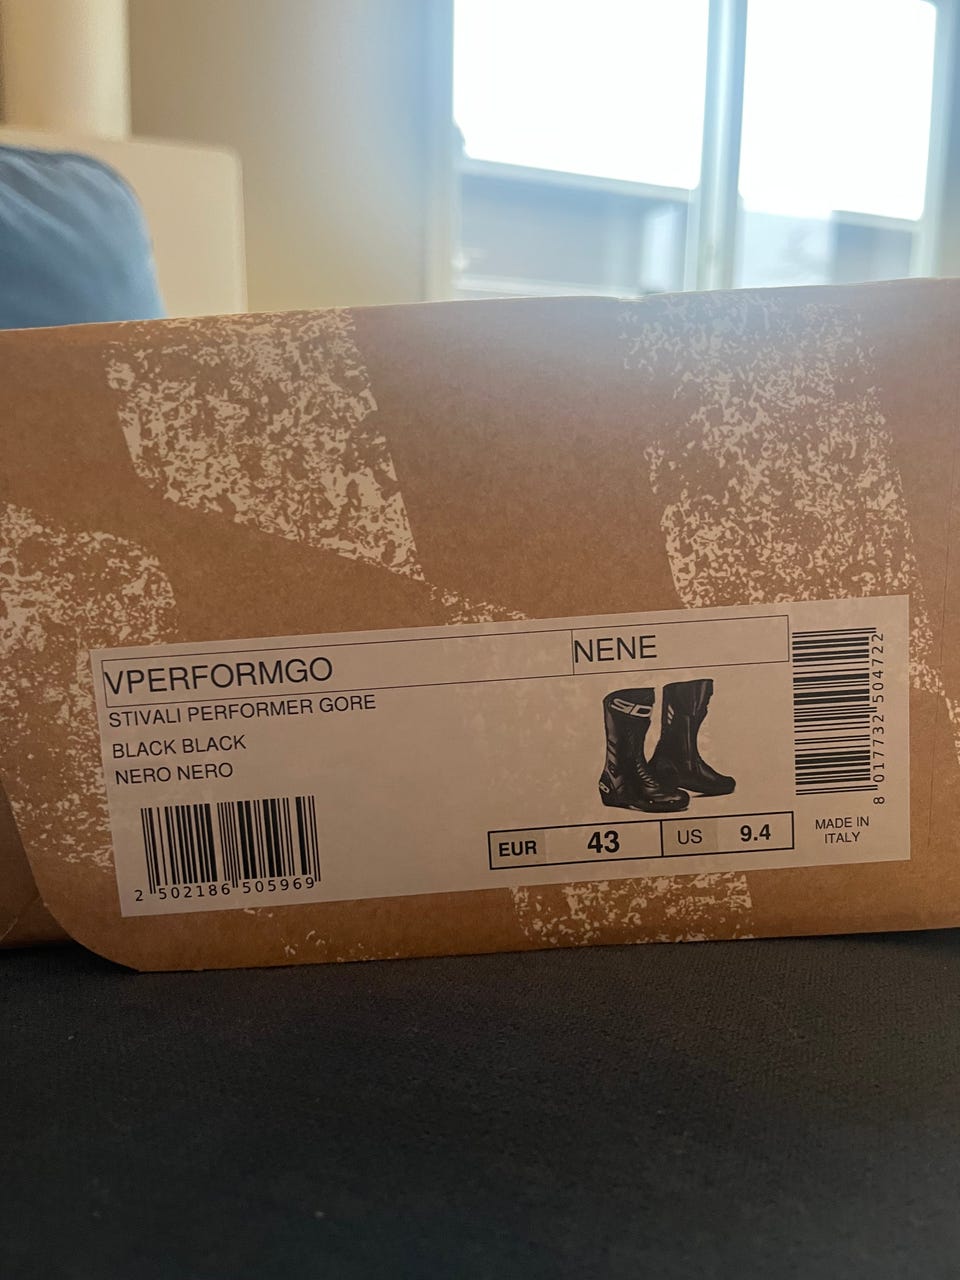 VPERFORMGO
NENE
STIVALI PERFORMER GORE
BLACK BLACK
NERO NERO
2 502186 505969
SIDI
EUR 43 US 9.4
8 017732 504722
MADE IN
ITALY